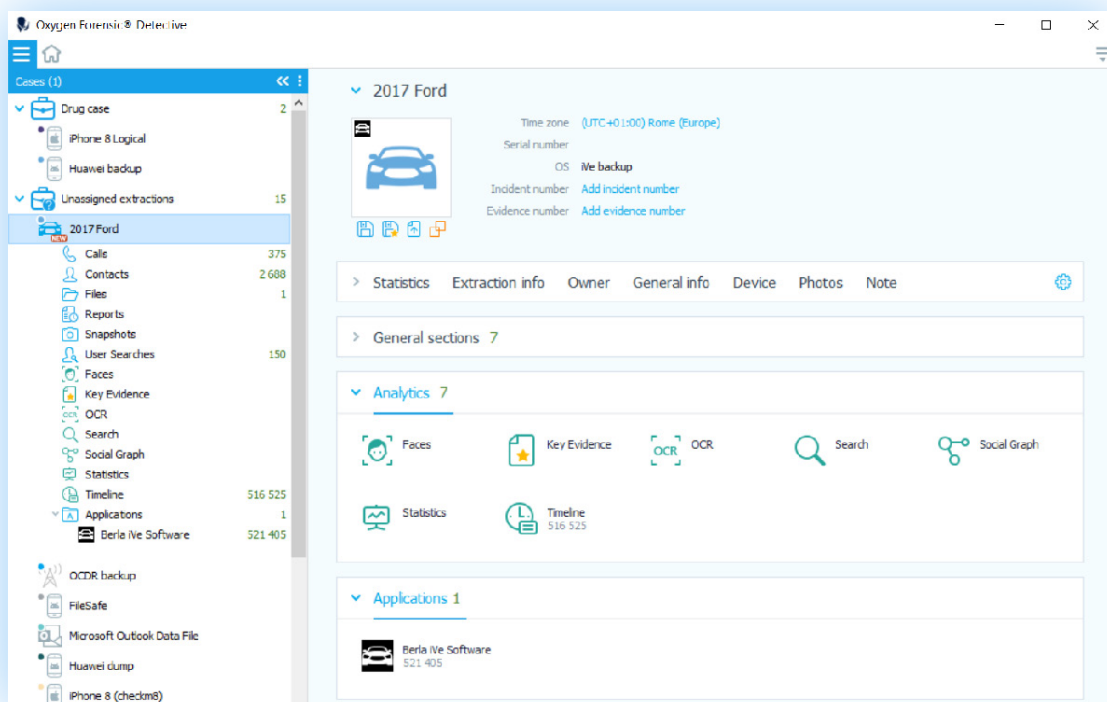 Oxygen Forensic® Detective
Cases (1)
Drug case 2
iPhone 8 Logical
Huawei backup
Unassigned extractions 15
2017 Ford
NEW
Calls 375
Contacts 2 688
Files 1
Reports
Snapshots
User Searches 150
Faces
Key Evidence
OCR
Search
Social Graph
Statistics
Timeline 516 525
Applications 1
Berla iVe Software 521 405
OCDR backup
FileSafe
Microsoft Outlook Data File
Huawei dump
iPhone 8 (checkm8)
2017 Ford
Time zone (UTC+01:00) Rome (Europe)
Serial number
OS iVe backup
Incident number Add incident number
Evidence number Add evidence number
Statistics Extraction info Owner General info Device Photos Note
General sections 7
Analytics 7
Faces Key Evidence OCR OCR Search Social Graph
Statistics Timeline
516 525
Applications 1
Berla iVe Software
521 405